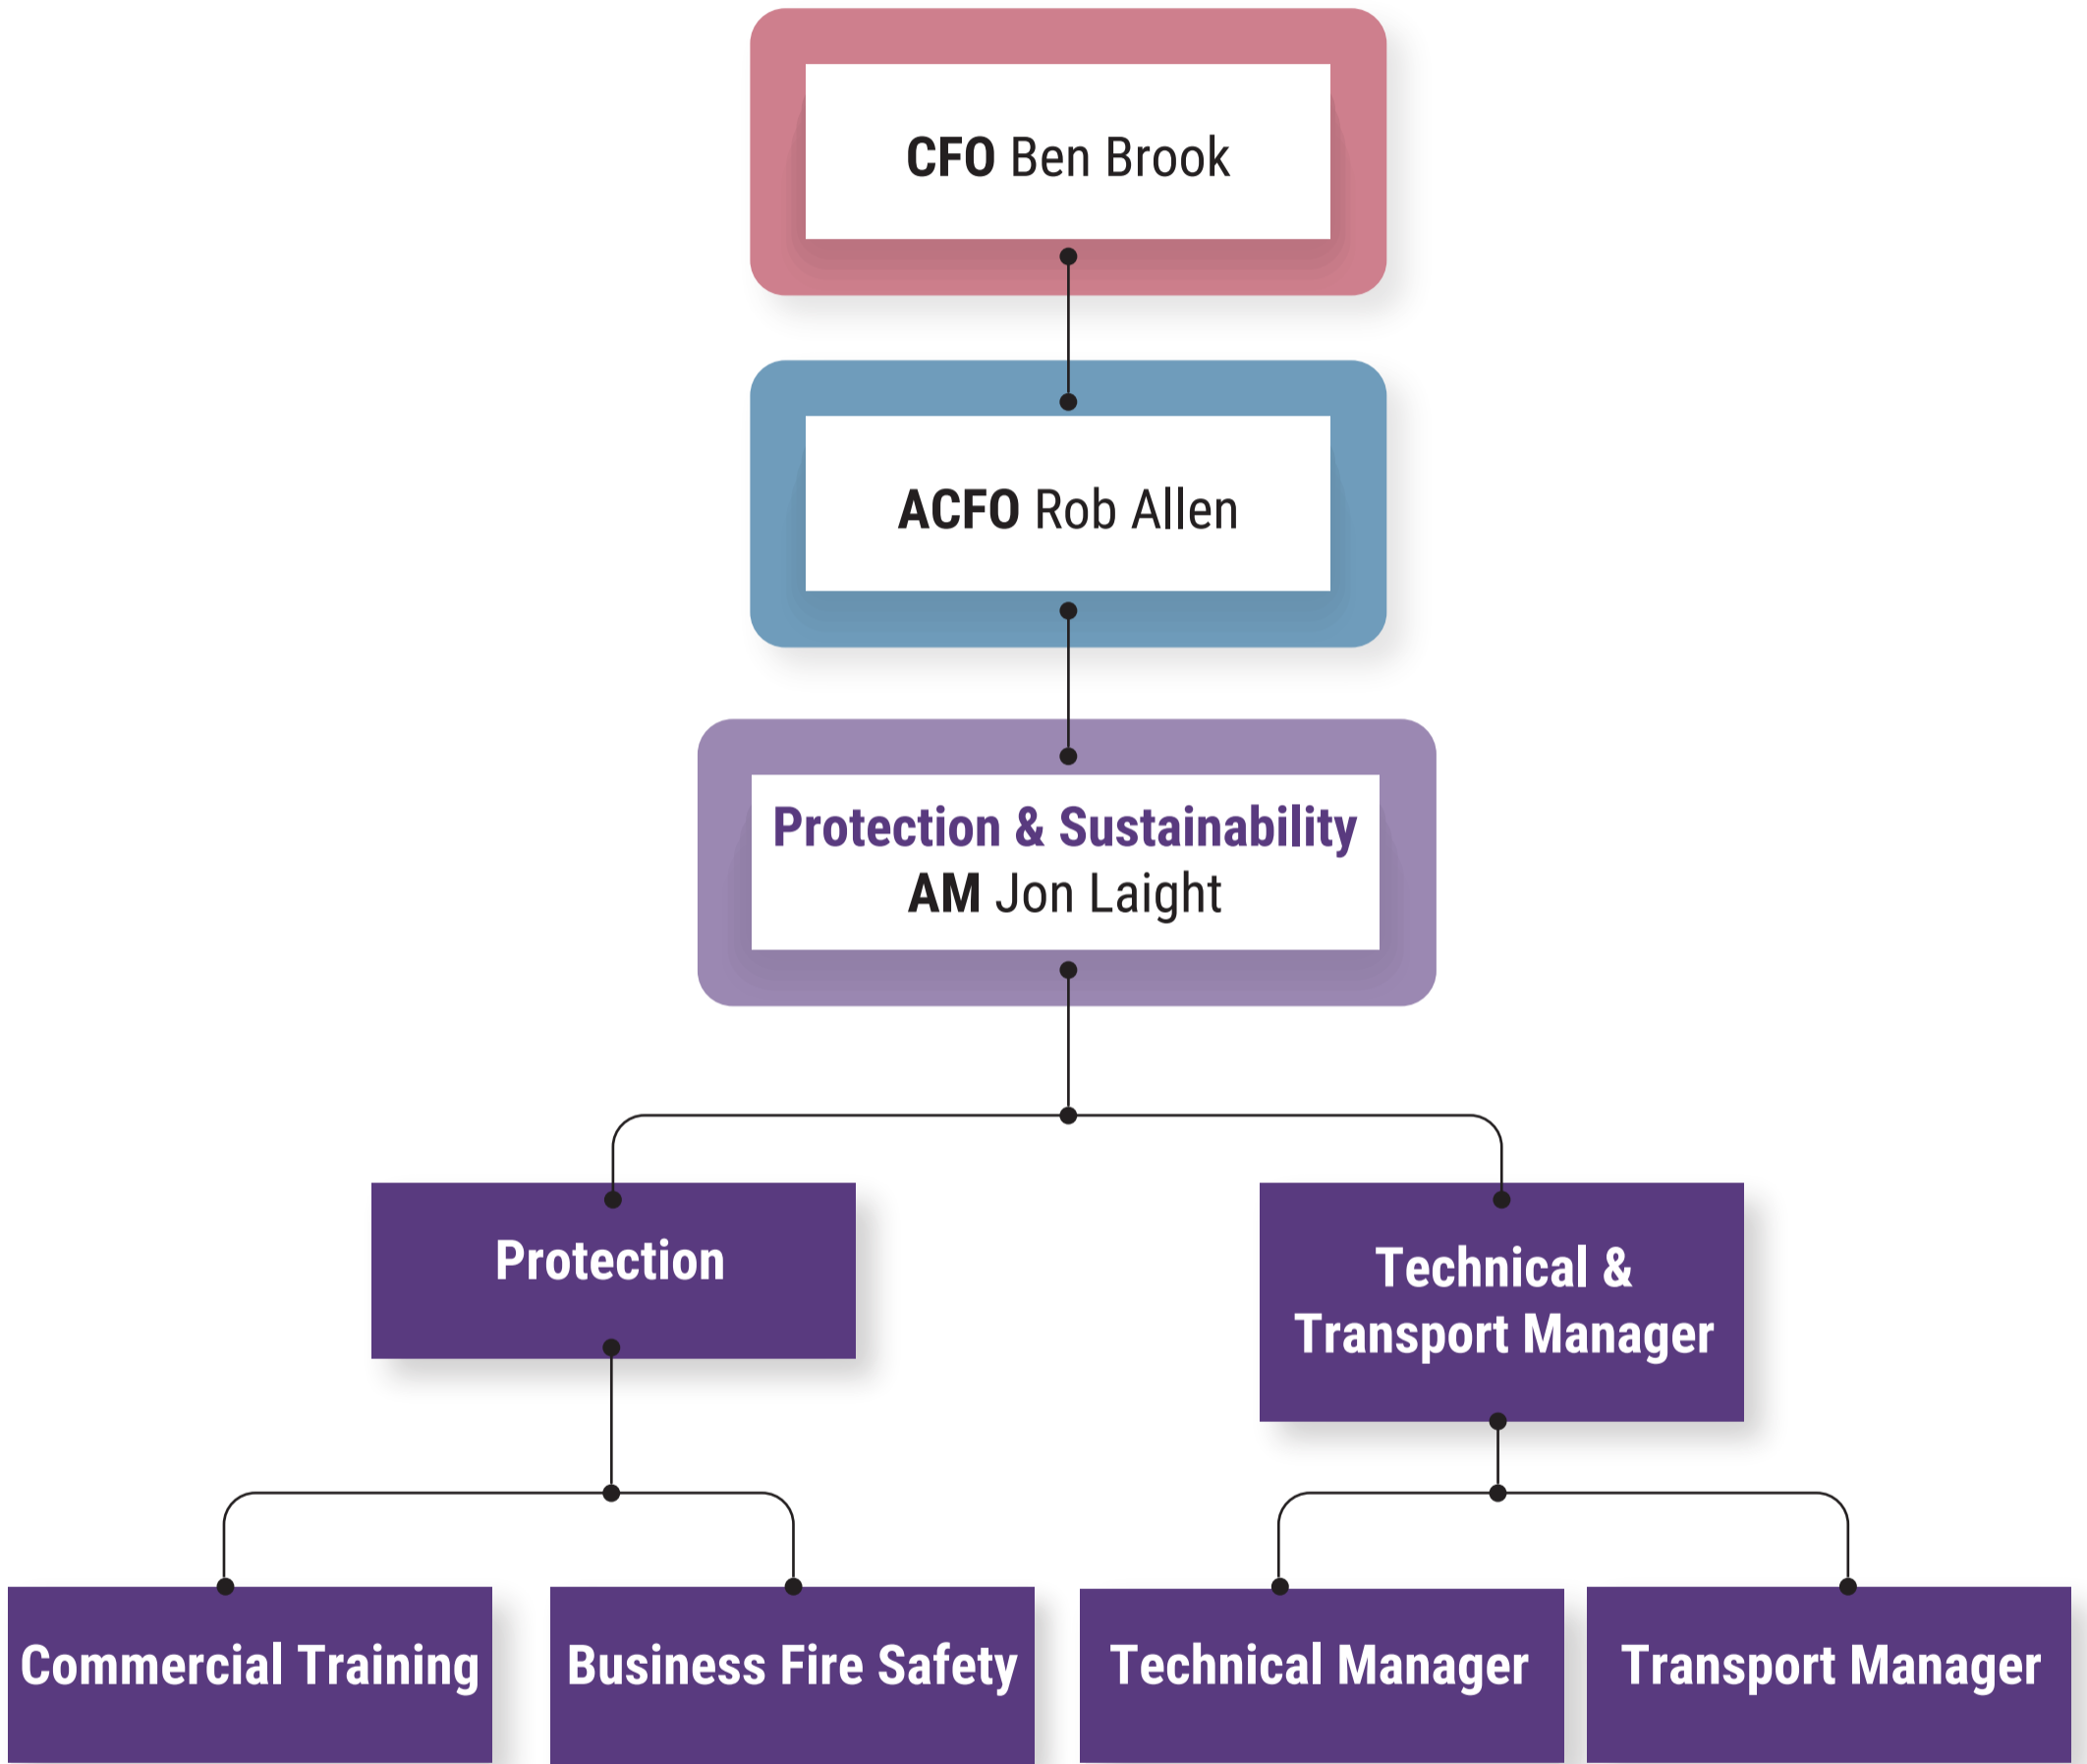 CFO Ben Brook
ACFO Rob Allen
Protection & Sustainability
AM Jon Laight
Protection
Technical &
Transport Manager
Commercial Training
Business Fire Safety
Technical Manager
Transport Manager